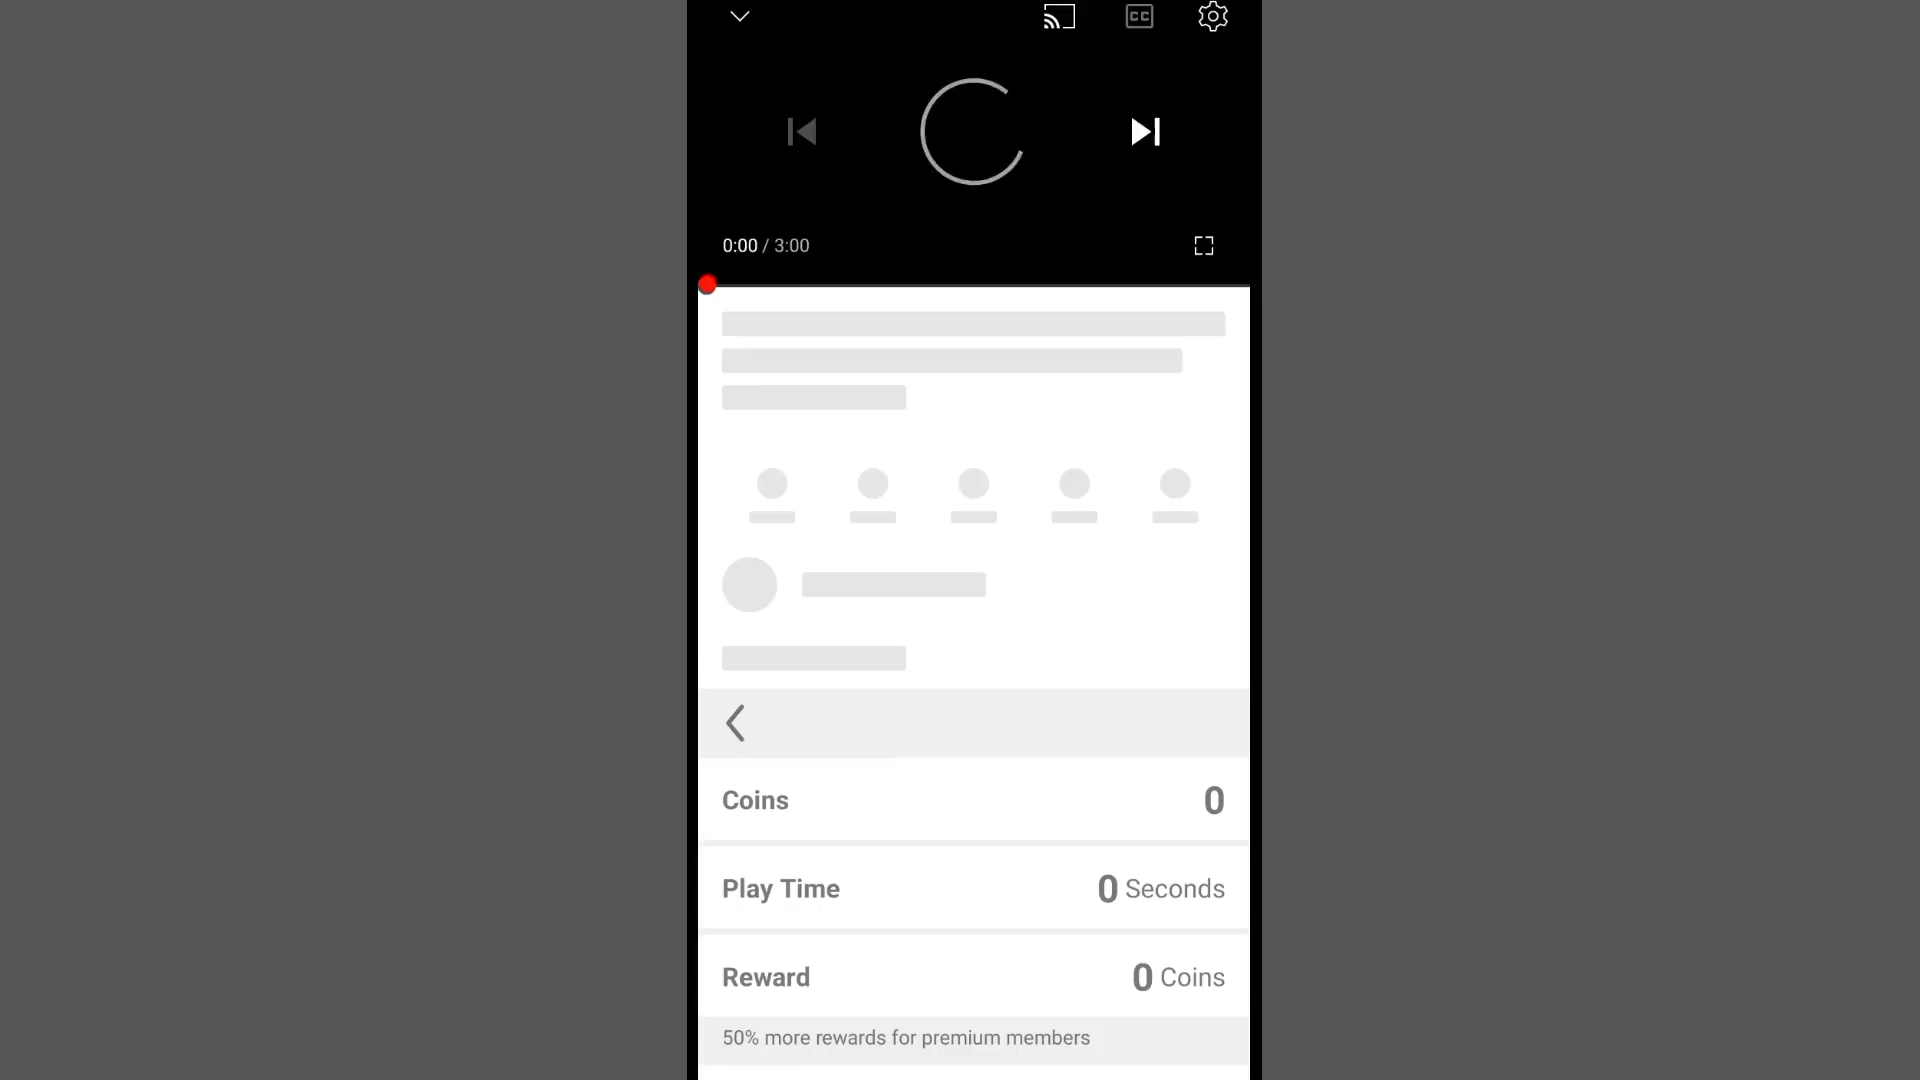 CC
0:00 / 3:00
Coins 0
Play Time 0 Seconds
Reward 0 Coins
50% more rewards for premium members